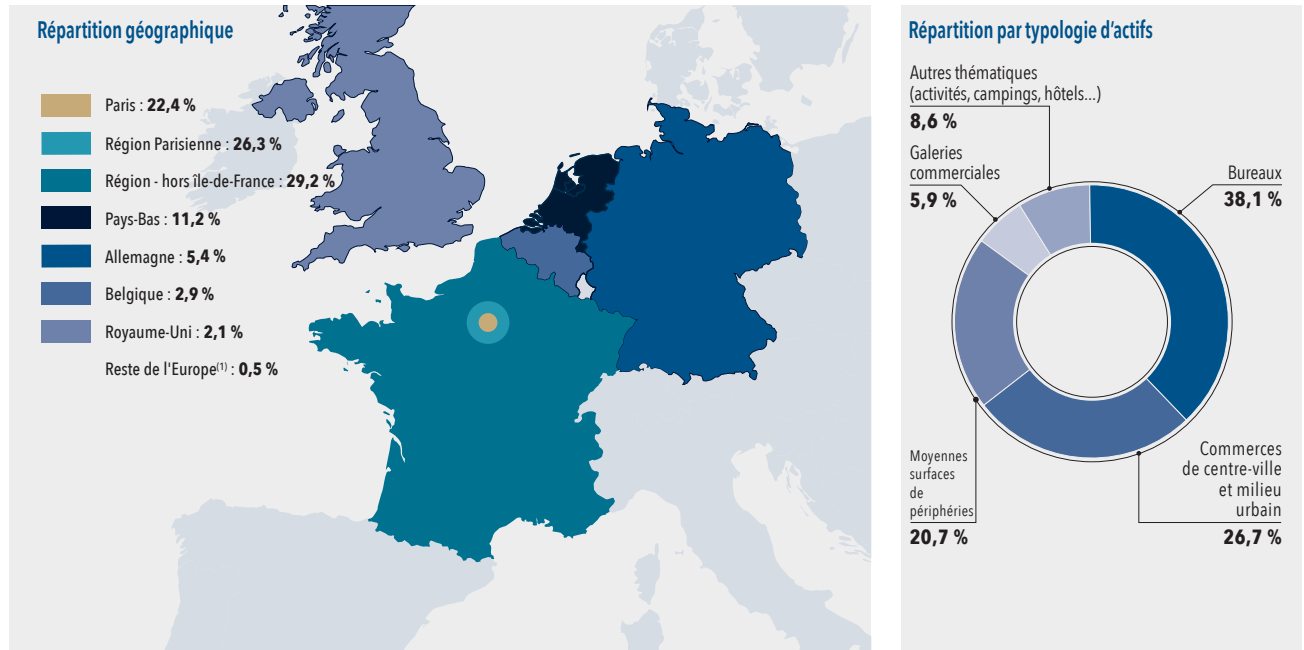 Répartition géographique
Paris : 22,4 %
Région Parisienne : 26,3 %
Région - hors île-de-France : 29,2 %
Pays-Bas : 11,2 %
Allemagne : 5,4 %
Belgique : 2,9 %
Royaume-Uni : 2,1 %
Reste de l'Europe(1) : 0,5 %
Répartition par typologie d'actifs
Autres thématiques
(activités, campings, hôtels...)
8,6 %
Galeries
commerciales
5,9 %
Bureaux
38,1 %
Moyennes
surfaces
de
périphéries
20,7 %
Commerces
de centre-ville
et milieu
urbain
26,7 %